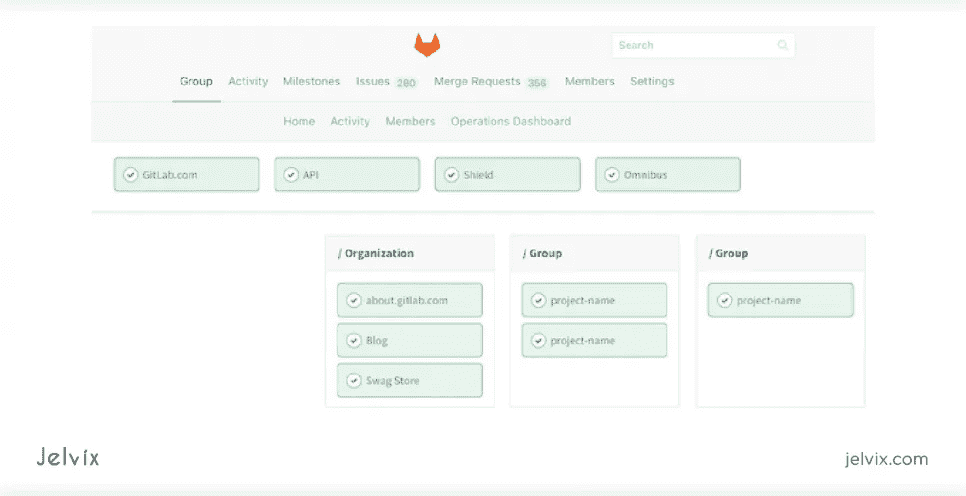 Search
Group Activity Milestones Issues 280 Merge Requests 356 Members Settings
Home Activity Members Operations Dashboard
GitLab.com API Shield Omnibus
/ Organization
about.gitlab.com
Blog
Swag Store
/ Group
project-name
project-name
/ Group
project-name
Jelvix
jelvix.com